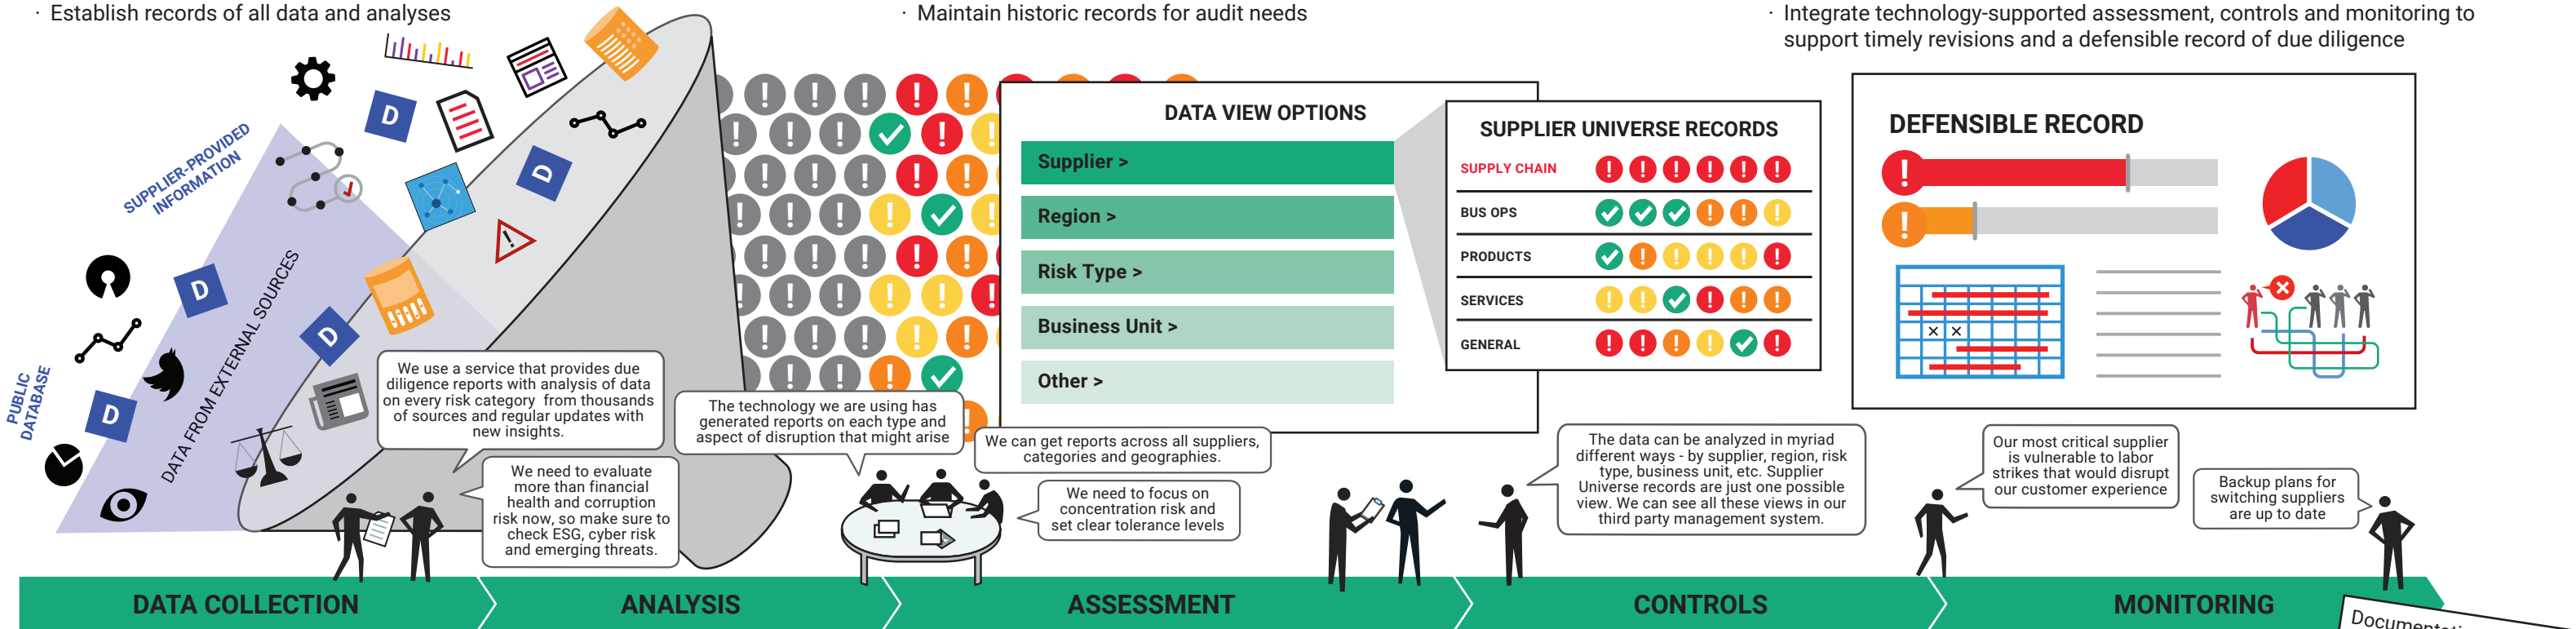 · Establish records of all data and analyses
· Maintain historic records for audit needs
· Integrate technology-supported assessment, controls and monitoring to
support timely revisions and a defensible record of due diligence
SUPPLIER-PROVIDED
INFORMATION
PUBLIC
DATABASE
DATA FROM EXTERNAL SOURCES
D
D
D
D
D
We use a service that provides due
diligence reports with analysis of data
on every risk category from thousands
of sources and regular updates with
new insights.
We need to evaluate
more than financial
health and corruption
risk now, so make sure to
check ESG, cyber risk
and emerging threats.
The technology we are using has
generated reports on each type and
aspect of disruption that might arise
DATA VIEW OPTIONS
Supplier >
Region >
Risk Type >
Business Unit >
Other >
We can get reports across all suppliers,
categories and geographies.
We need to focus on
concentration risk and
set clear tolerance levels
SUPPLIER UNIVERSE RECORDS
SUPPLY CHAIN
BUS OPS
PRODUCTS
SERVICES
GENERAL
The data can be analyzed in myriad
different ways - by supplier, region, risk
type, business unit, etc. Supplier
Universe records are just one possible
view. We can see all these views in our
third party management system.
DEFENSIBLE RECORD
Our most critical supplier
is vulnerable to labor
strikes that would disrupt
our customer experience
Backup plans for
switching suppliers
are up to date
DATA COLLECTION
ANALYSIS
ASSESSMENT
CONTROLS
MONITORING